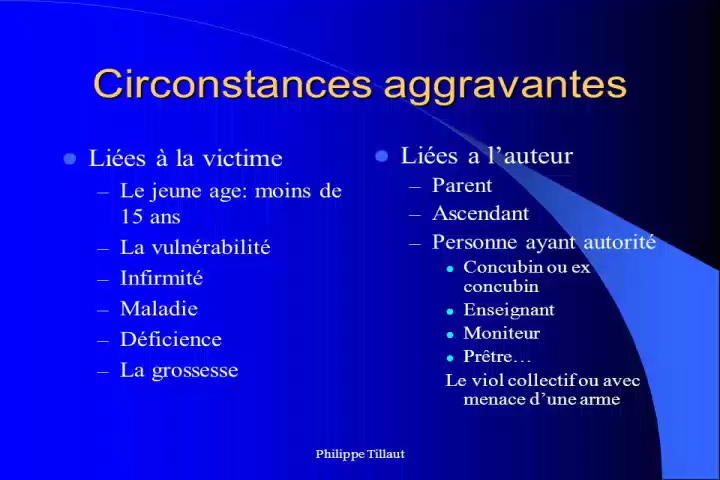 Circonstances aggravantes
Liées à la victime
– Le jeune age: moins de
15 ans
– La vulnérabilité
– Infirmité
– Maladie
– Déficience
– La grossesse
Liées a l'auteur
– Parent
– Ascendant
– Personne ayant autorité
Concubin ou ex
concubin
Enseignant
Moniteur
Prêtre…
Le viol collectif ou avec
menace d'une arme
Philippe Tillaut